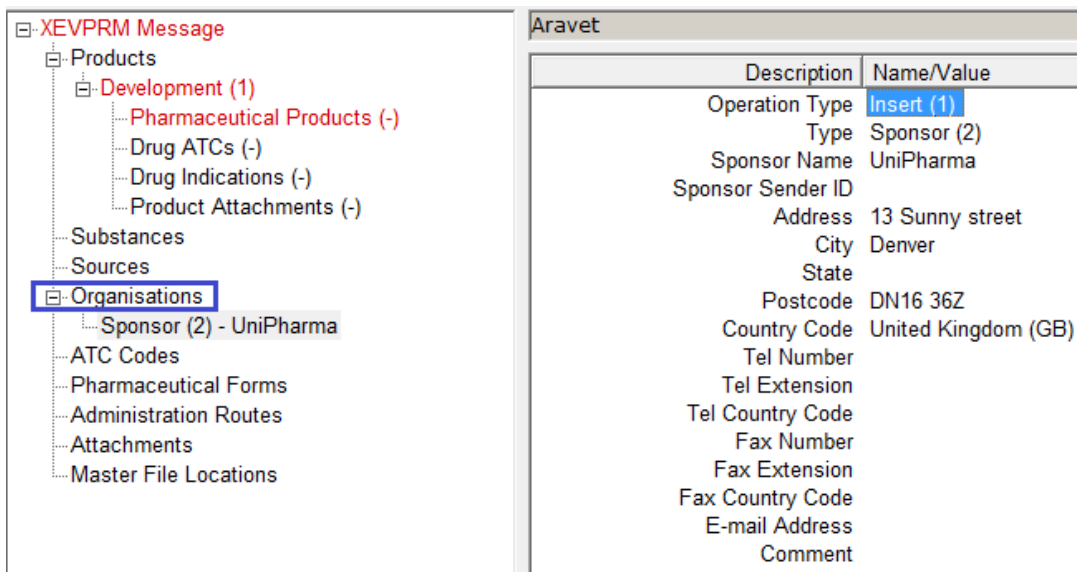 XEVPRM Message
Products
Development (1)
Pharmaceutical Products (-)
Drug ATCs (-)
Drug Indications (-)
Product Attachments (-)
Substances
Sources
Organisations
Sponsor (2) - UniPharma
ATC Codes
Pharmaceutical Forms
Administration Routes
Attachments
Master File Locations
Aravet
Description Name/Value
Operation Type Insert (1)
Type Sponsor (2)
Sponsor Name UniPharma
Sponsor Sender ID
Address 13 Sunny street
City Denver
State
Postcode DN16 36Z
Country Code United Kingdom (GB)
Tel Number
Tel Extension
Tel Country Code
Fax Number
Fax Extension
Fax Country Code
E-mail Address
Comment